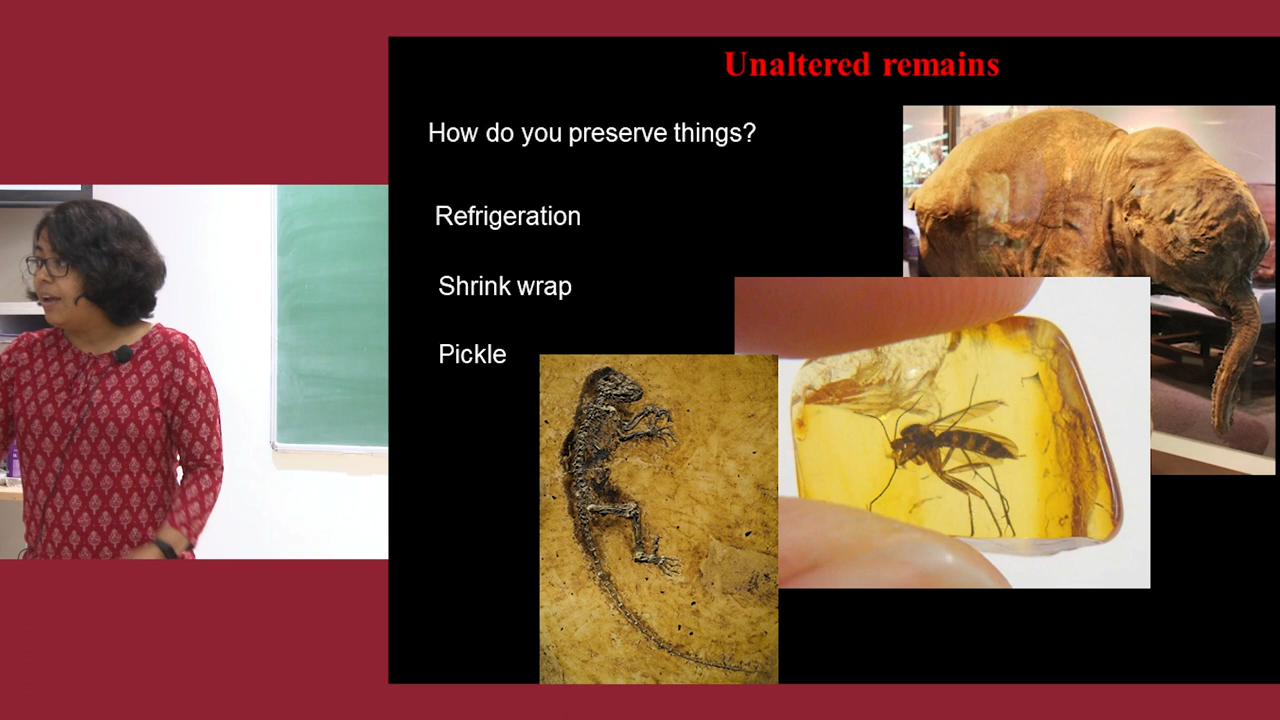 Unaltered remains
How do you preserve things?
Refrigeration
Shrink wrap
Pickle